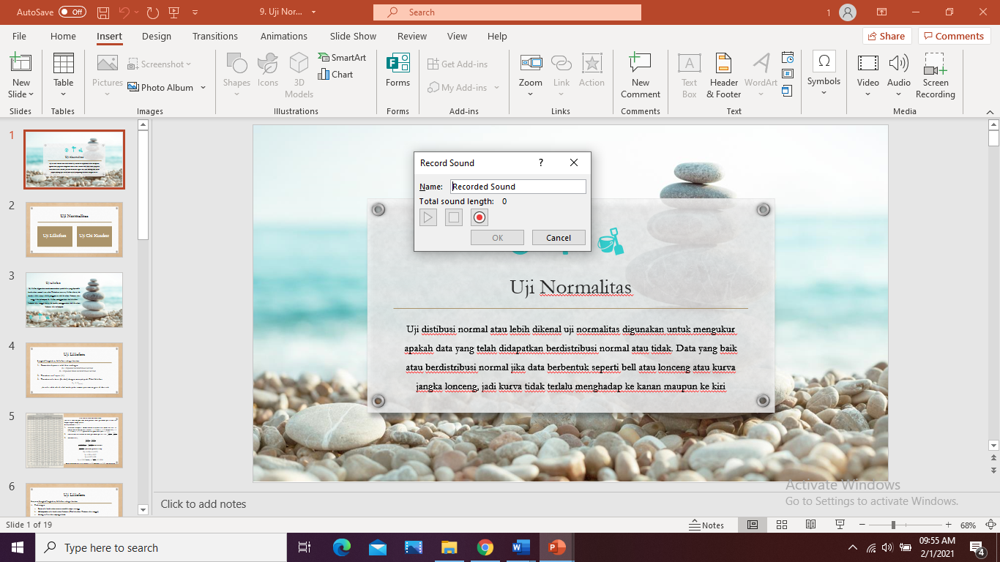 AutoSave Off 9. Uji Nor... Search 1
File Home Insert Design Transitions Animations Slide Show Review View Help Share Comments
New Slide
Slides
Table
Tables
Pictures
Screenshot
Photo Album
Images
Shapes
Icons
3D Models
SmartArt
Chart
Illustrations
Forms
Forms
Get Add-ins
My Add-ins
Add-ins
Zoom
Link
Action
Links
New Comment
Comments
Text Box
Header & Footer
WordArt
Text
Symbols
Video
Audio
Screen Recording
Media
1
Uji Normalitas
2
Uji Normalitas
Uji Liliefors Uji Chi Kuadrat
3
4
Uji Liliefors
5
6
Uji Liliefors
Record Sound ?
Name: Recorded Sound
Total sound length: 0
OK Cancel
Uji Normalitas
Uji distibusi normal atau lebih dikenal uji normalitas digunakan untuk mengukur
apakah data yang telah didapatkan berdistribusi normal atau tidak. Data yang baik
atau berdistribusi normal jika data berbentuk seperti bell atau lonceng atau kurva
jangka lonceng, jadi kurva tidak terlalu menghadap ke kanan maupun ke kiri
Activate Windows
Go to Settings to activate Windows.
Click to add notes
Slide 1 of 19 Notes 68%
Type here to search
09:55 AM
2/1/2021
4